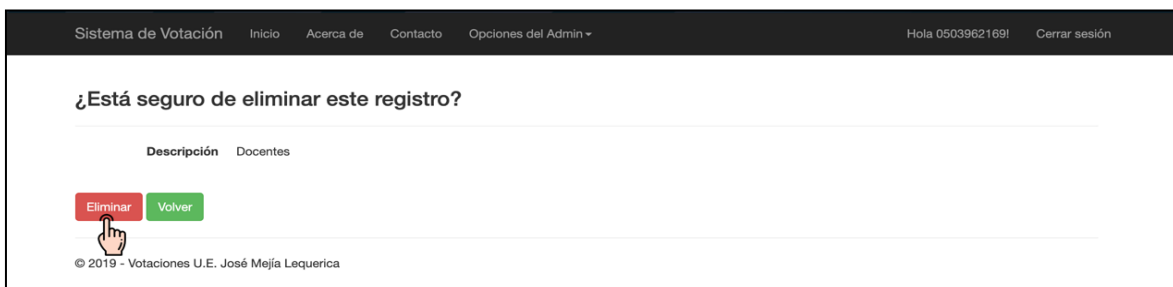 Sistema de Votación Inicio Acerca de Contacto Opciones del Admin Hola 0503962169! Cerrar sesión
¿Está seguro de eliminar este registro?
Descripción Docentes
Eliminar Volver
© 2019 - Votaciones U.E. José Mejía Lequerica